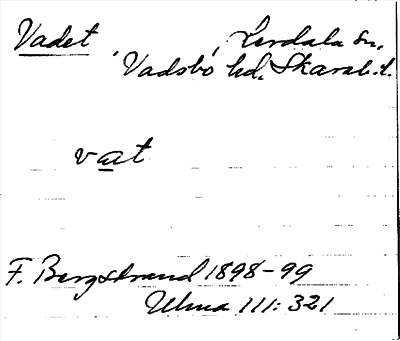 Vadet, Lerdala sn,
Vadsbo hd, Skarab. l.
vat
F. Bergstrand 1898-99
Ulma 111: 321